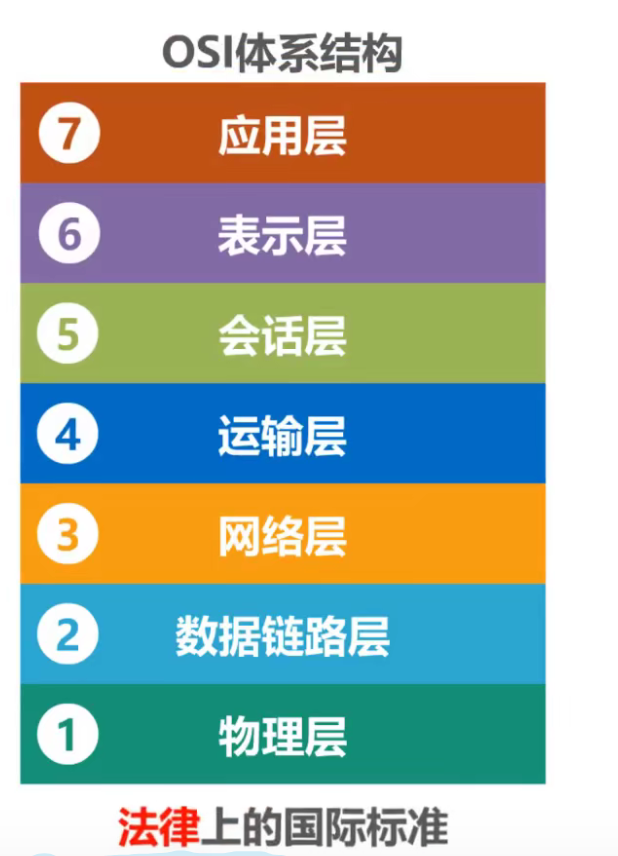 OSI体系结构
7 应用层
6 表示层
5 会话层
4 运输层
3 网络层
2 数据链路层
1 物理层
法律上的国际标准